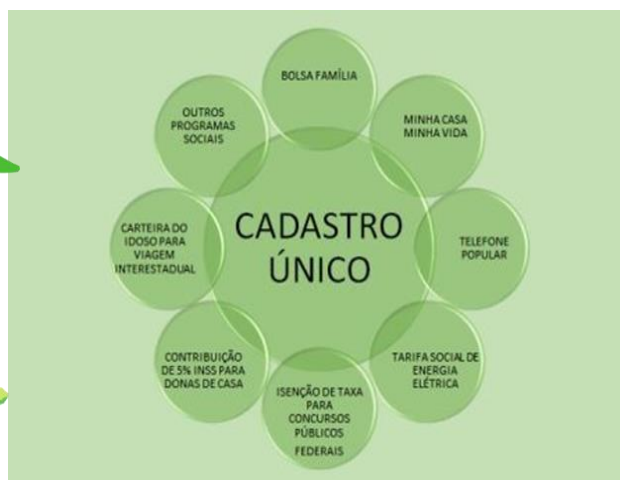 BOLSA FAMÍLIA
MINHA CASA
MINHA VIDA
TELEFONE
POPULAR
TARIFA SOCIAL DE
ENERGIA
ELÉTRICA
ISENÇÃO DE TAXA
PARA
CONCURSOS
PÚBLICOS
FEDERAIS
CONTRIBUIÇÃO
DE 5% INSS PARA
DONAS DE CASA
CARTEIRA DO
IDOSO PARA
VIAGEM
INTERESTADUAL
OUTROS
PROGRAMAS
SOCIAIS
CADASTRO
ÚNICO